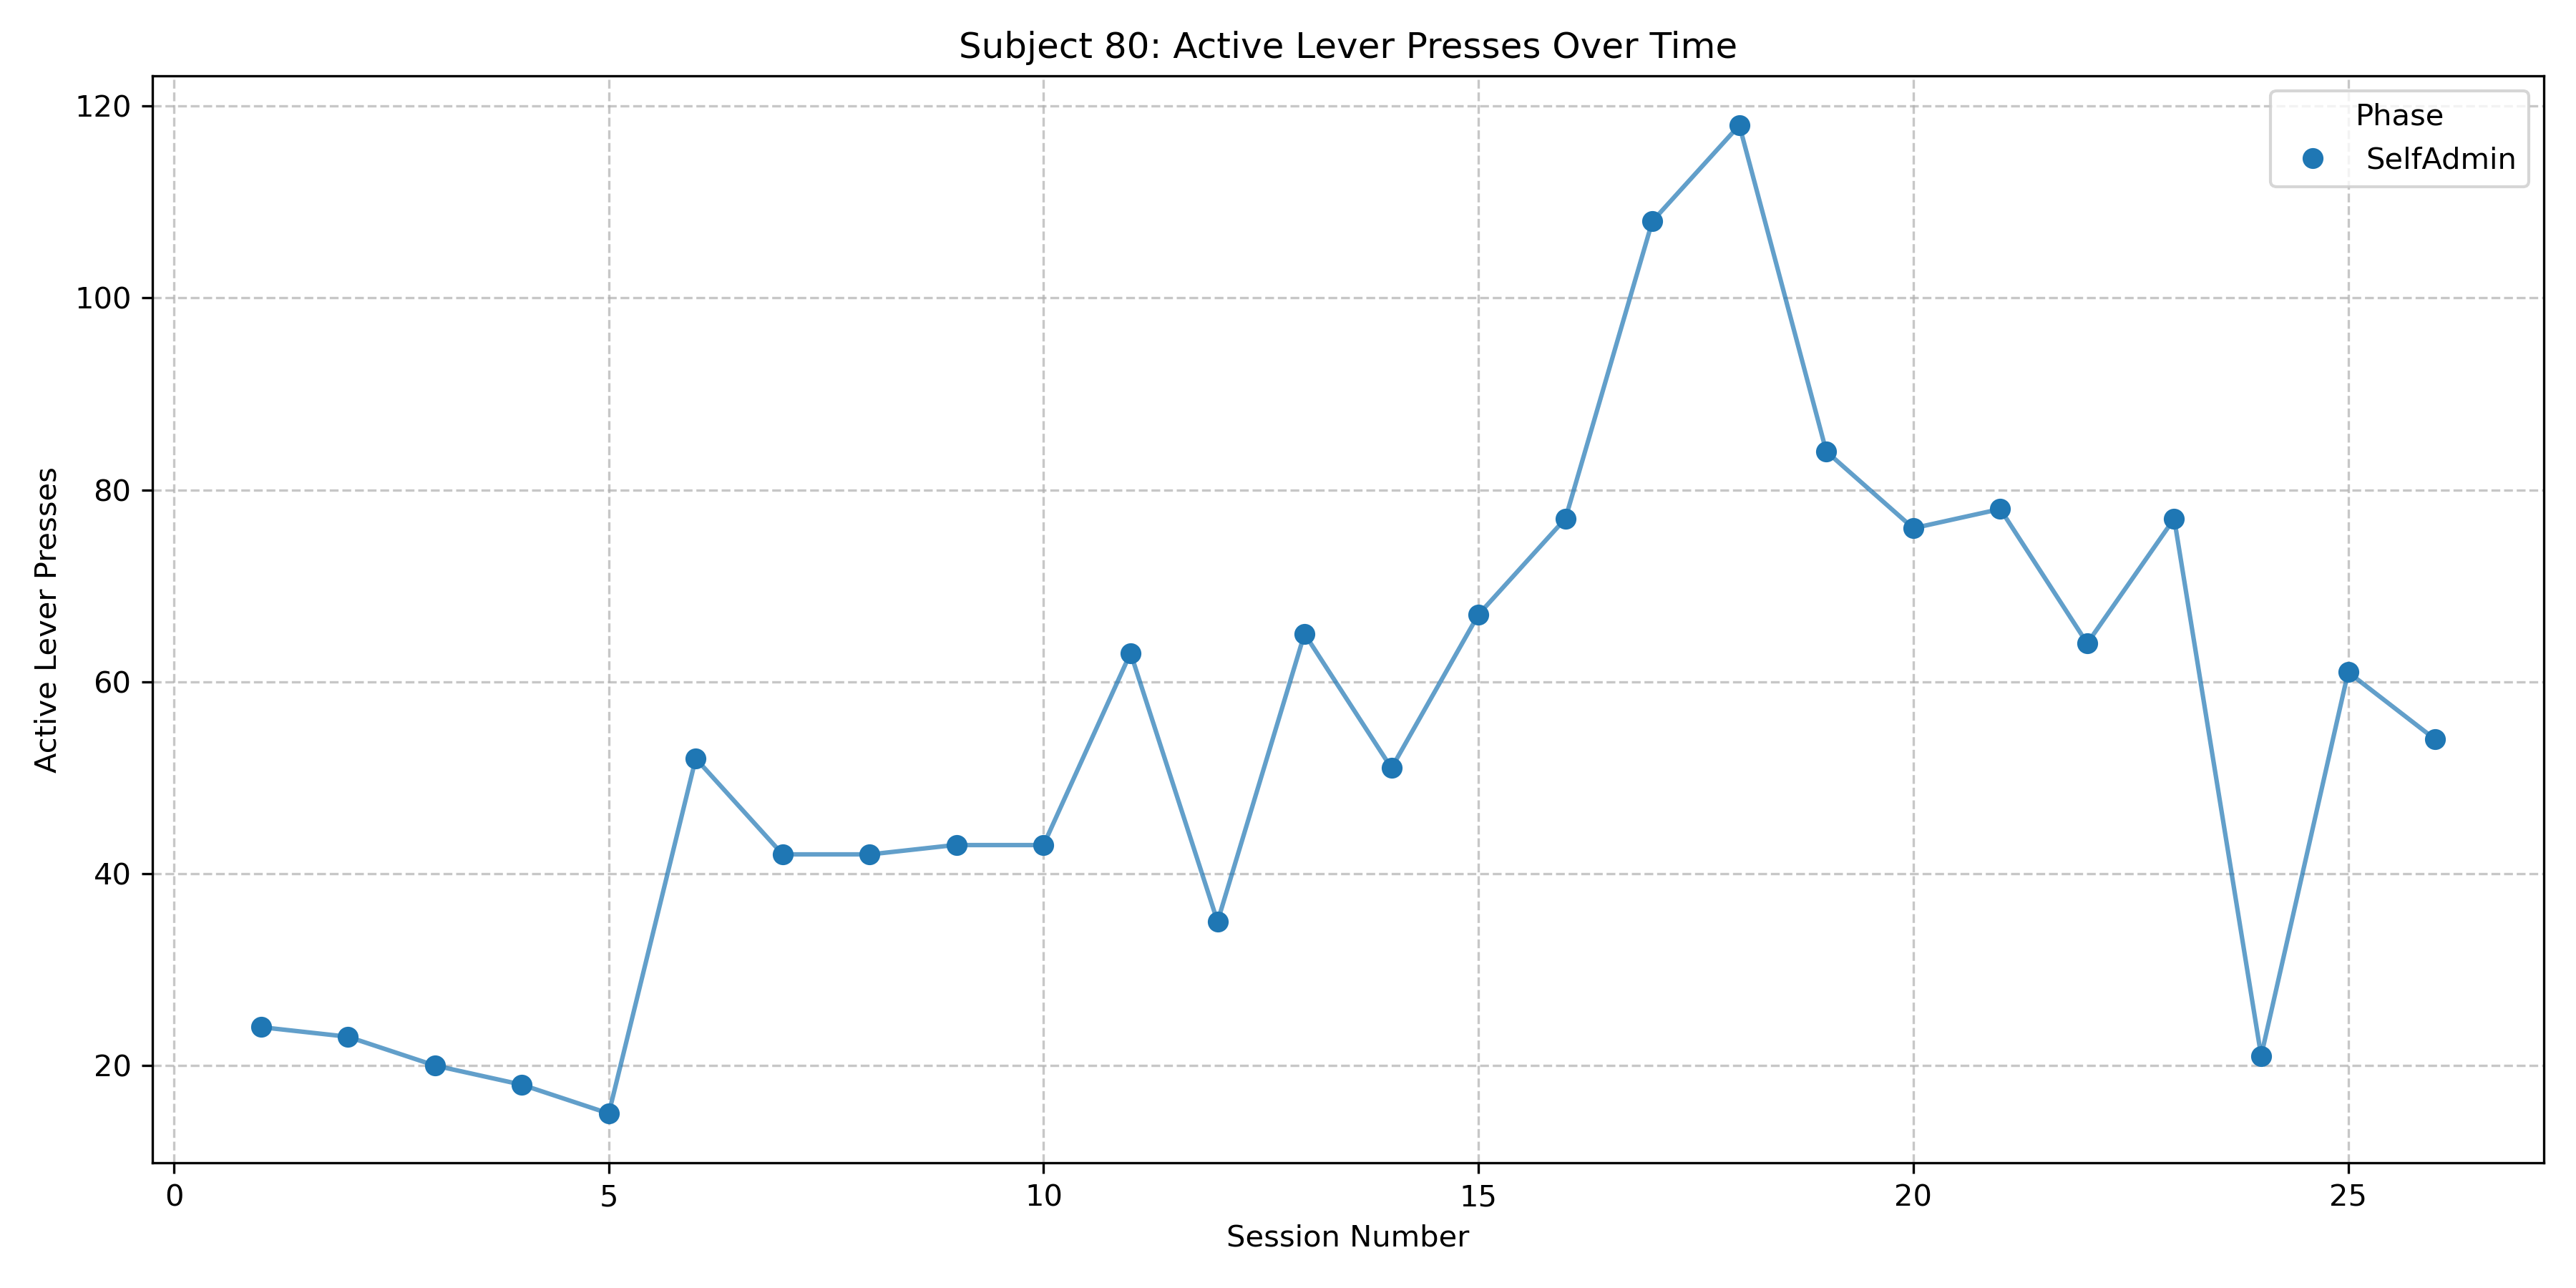 Subject 80: Active Lever Presses Over Time
Phase
SelfAdmin
Active Lever Presses
120
100
80
60
40
20
0 5 10 15 20 25
Session Number